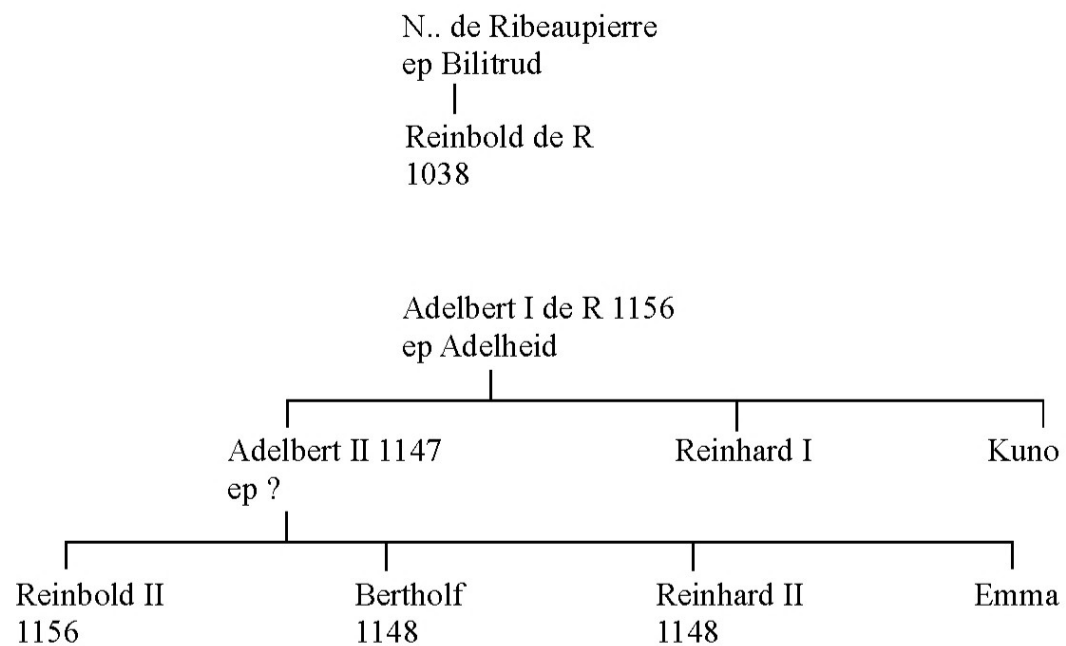 N.. de Ribeaupierre
ep Bilitrud
Reinbold de R
1038
Adelbert I de R 1156
ep Adelheid
Adelbert II 1147
ep ?
Reinhard I
Kuno
Reinbold II
1156
Bertholf
1148
Reinhard II
1148
Emma